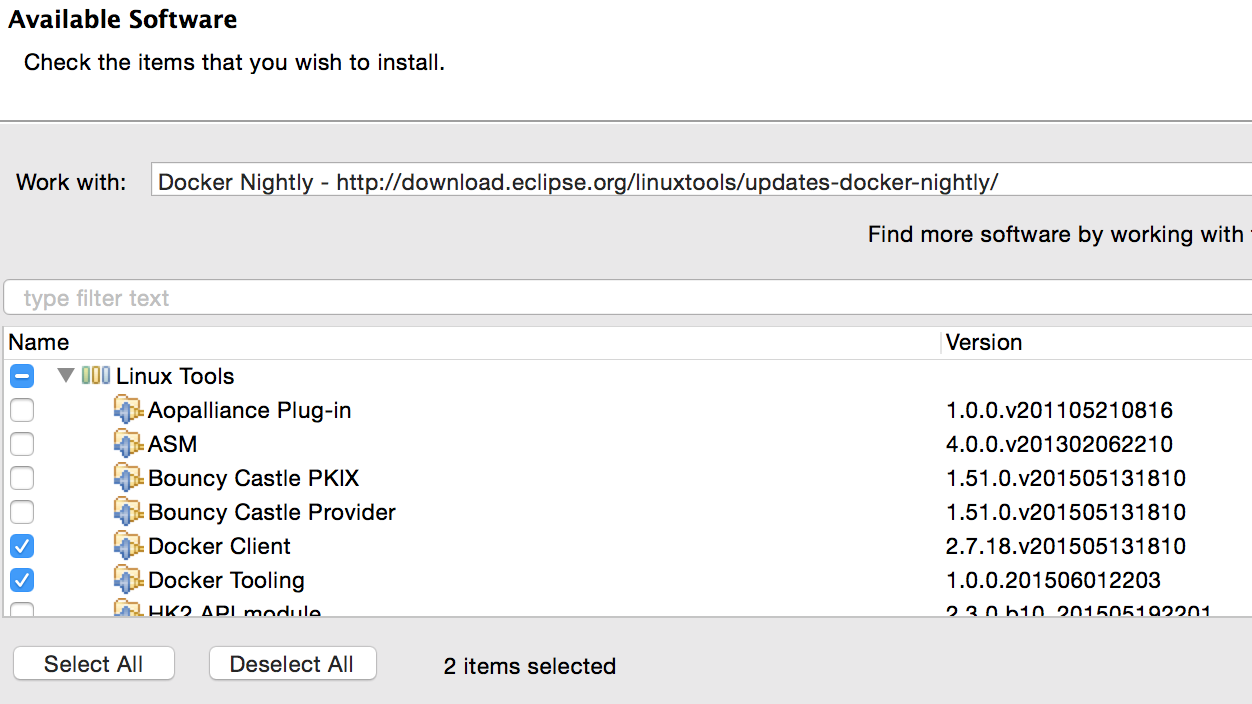 Available Software
Check the items that you wish to install.
Work with: Docker Nightly - http://download.eclipse.org/linuxtools/updates-docker-nightly/
Find more software by working with
type filter text
Name Version
Linux Tools
Aopalliance Plug-in 1.0.0.v201105210816
ASM 4.0.0.v201302062210
Bouncy Castle PKIX 1.51.0.v201505131810
Bouncy Castle Provider 1.51.0.v201505131810
Docker Client 2.7.18.v201505131810
Docker Tooling 1.0.0.201506012203
HK2 API module 2.3.0.b10_201505192201
Select All Deselect All 2 items selected